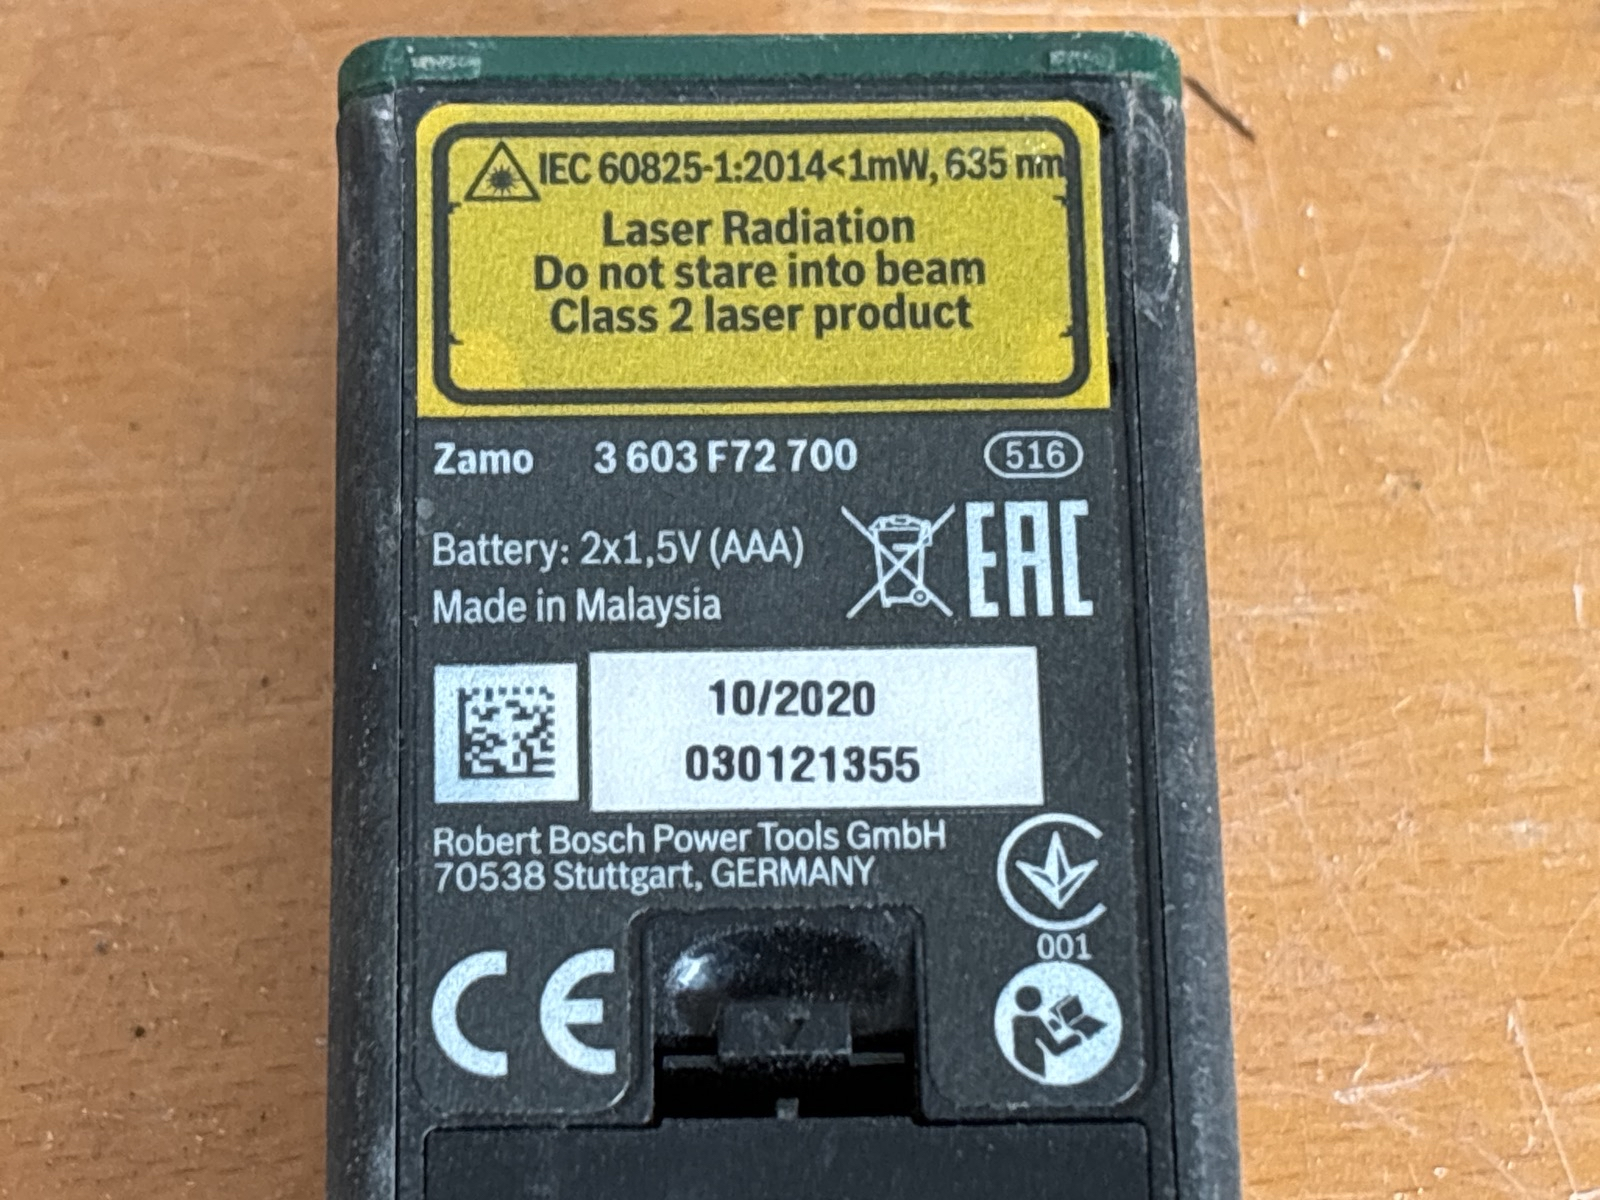 IEC 60825-1:2014<1mW, 635 nm
Laser Radiation
Do not stare into beam
Class 2 laser product
Zamo 3 603 F72 700 516
Battery: 2x1,5V (AAA)
EAC
Made in Malaysia
10/2020
030121355
Robert Bosch Power Tools GmbH
70538 Stuttgart, GERMANY
001
CE